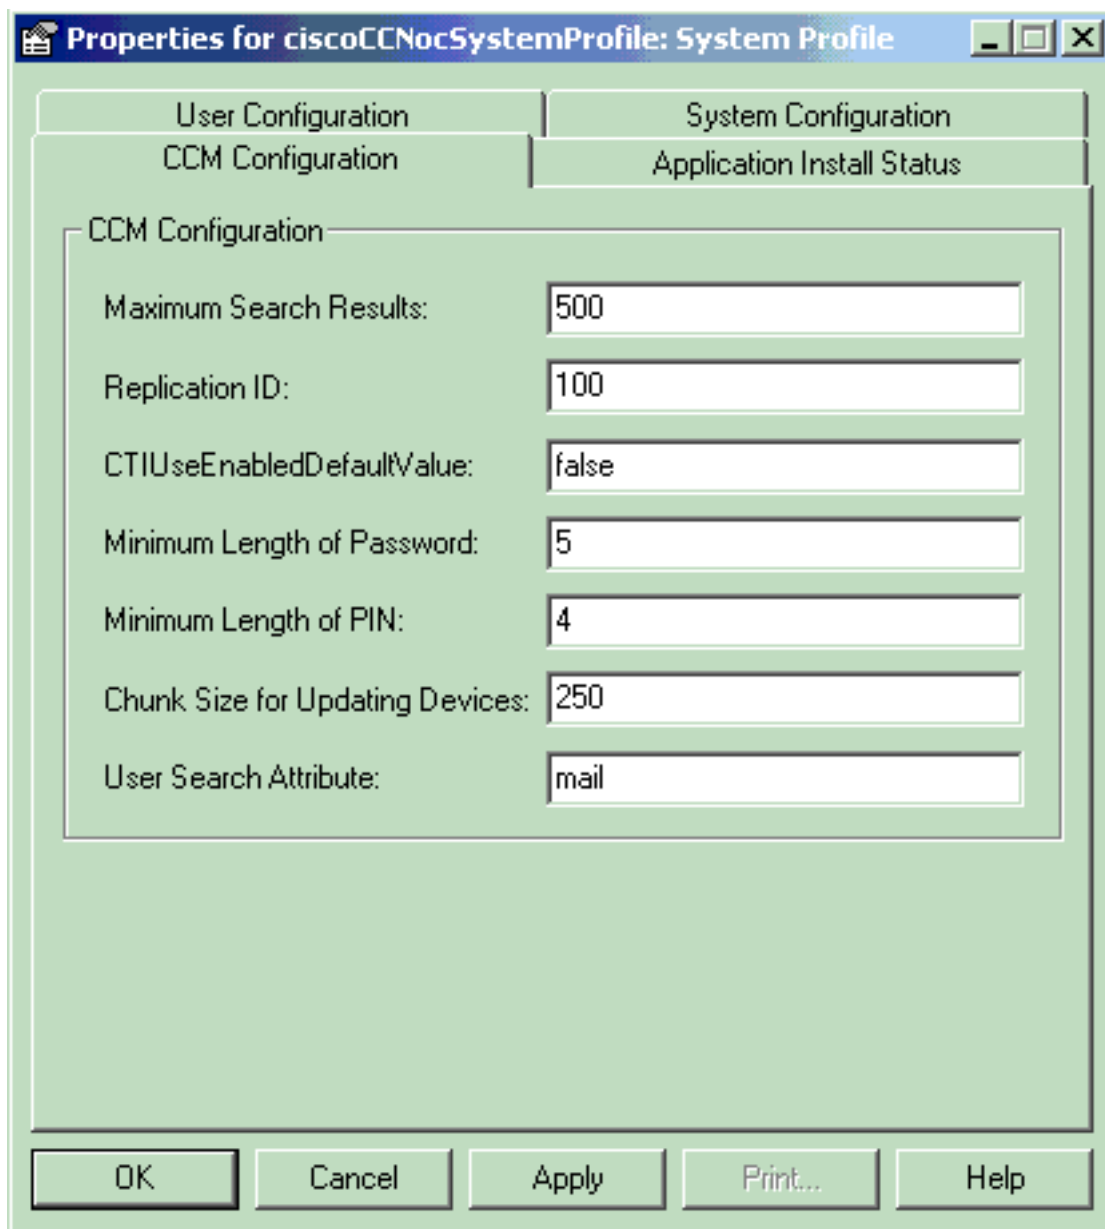 Properties for ciscoCCNocSystemProfile: System Profile
User Configuration
System Configuration
CCM Configuration
Application Install Status
CCM Configuration
Maximum Search Results: 500
Replication ID: 100
CTIUseEnabledDefaultValue: false
Minimum Length of Password: 5
Minimum Length of PIN: 4
Chunk Size for Updating Devices: 250
User Search Attribute: mail
OK Cancel Apply Print... Help